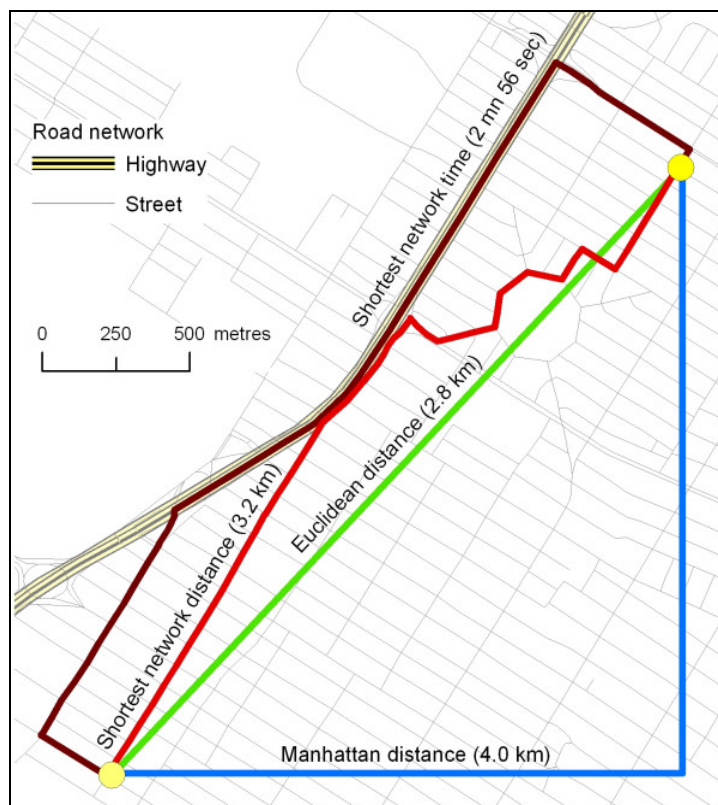 Road network
Highway
Street
0 250 500 metres
Shortest network time (2 mn 56 sec)
Euclidean distance (2.8 km)
Shortest network distance (3.2 km)
Manhattan distance (4.0 km)